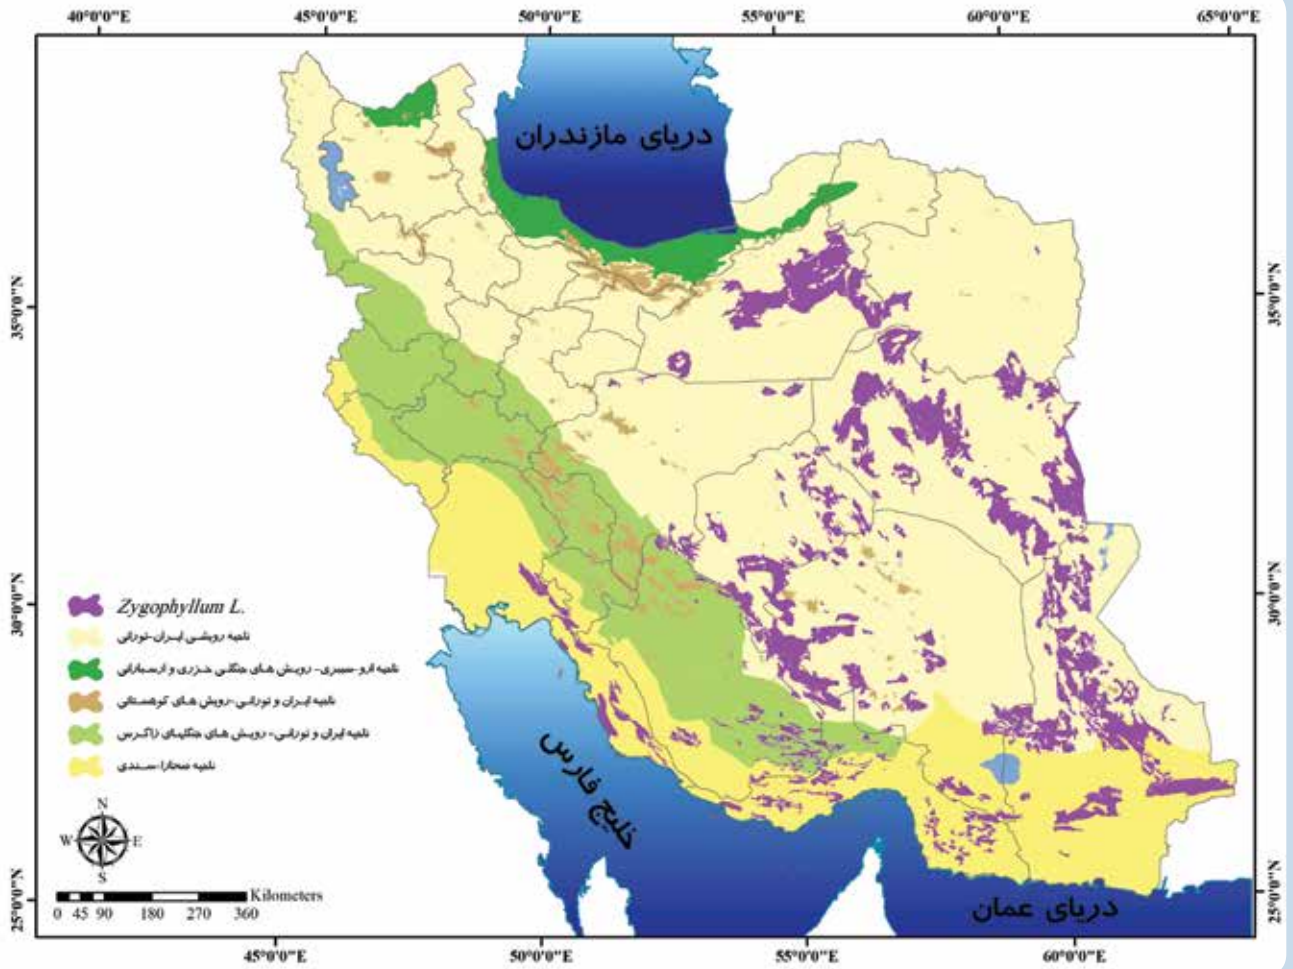 40°0'0"E 45°0'0"E 50°0'0"E 55°0'0"E 60°0'0"E 65°0'0"E
دریای مازندران
35°0'0"N
35°0'0"N
30°0'0"N
30°0'0"N
Zygophyllum L.
ناحیه رویشی ایران-تورانی
ناحیه ارو-سیبری- رویش های جنگلی خزری و ارسبارانی
ناحیه ایران و تورانی-رویش های کوهستانی
ناحیه ایران و تورانی- رویش های جنگلهای زاگرس
ناحیه صحارا-سندی
خلیج فارس
N
W E
S
Kilometers
0 45 90 180 270 360
دریای عمان
25°0'0"N
25°0'0"N
45°0'0"E 50°0'0"E 55°0'0"E 60°0'0"E